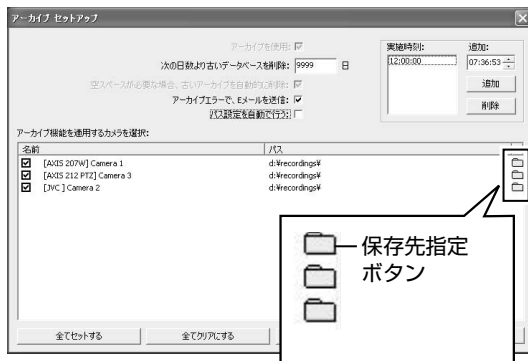 アーカイブ セットアップ
アーカイブを使用:
次の日数より古いデータベースを削除: 9999 日
空スペースが必要な場合、古いアーカイブを自動的に削除:
アーカイブエラーで、Eメールを送信:
パス設定を自動で行う:
実施時刻:
12:00:00
追加:
07:36:53
追加
削除
アーカイブ機能を適用するカメラを選択:
名前 パス
[AXIS 207W] Camera 1 d:¥recordings¥
[AXIS 212 PTZ] Camera 3 d:¥recordings¥
[JVC ] Camera 2 d:¥recordings¥
保存先指定
ボタン
全てセットする 全てクリアにする